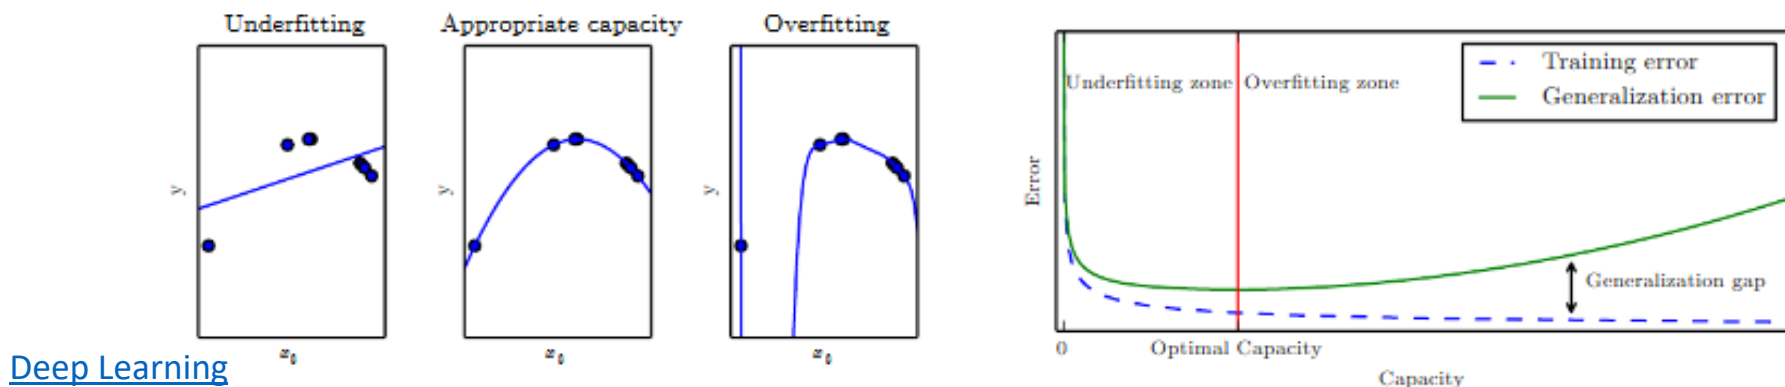 Underfitting
Appropriate capacity
Overfitting
y
x₀
y
x₀
y
x₀
Deep Learning
Training error
Generalization error
Underfitting zone
Overfitting zone
Error
Generalization gap
0
Optimal Capacity
Capacity